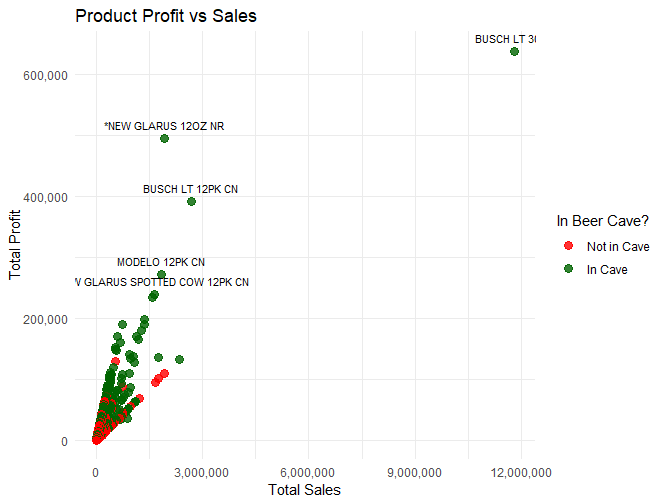 Product Profit vs Sales
BUSCH LT 30
*NEW GLARUS 12OZ NR
BUSCH LT 12PK CN
MODELO 12PK CN
W GLARUS SPOTTED COW 12PK CN
600,000
400,000
200,000
0
Total Profit
0
3,000,000
6,000,000
9,000,000
12,000,000
Total Sales
In Beer Cave?
Not in Cave
In Cave